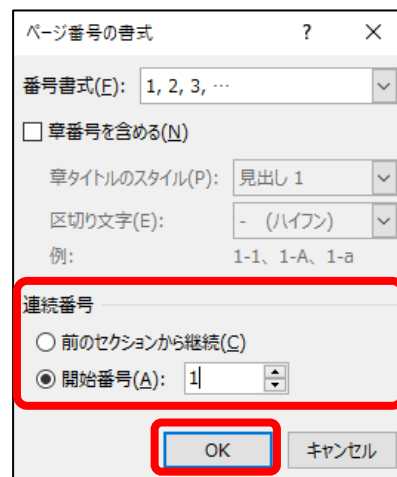 ページ番号の書式 ? ×
番号書式(F): 1, 2, 3, …
章番号を含める(N)
章タイトルのスタイル(P): 見出し 1
区切り文字(E): - (ハイフン)
例: 1-1、1-A、1-a
連続番号
前のセクションから継続(C)
開始番号(A): 1
OK キャンセル